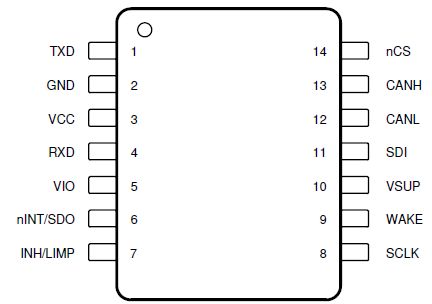 TXD 1 14 nCS
GND 2 13 CANH
VCC 3 12 CANL
RXD 4 11 SDI
VIO 5 10 VSUP
nINT/SDO 6 9 WAKE
INH/LIMP 7 8 SCLK